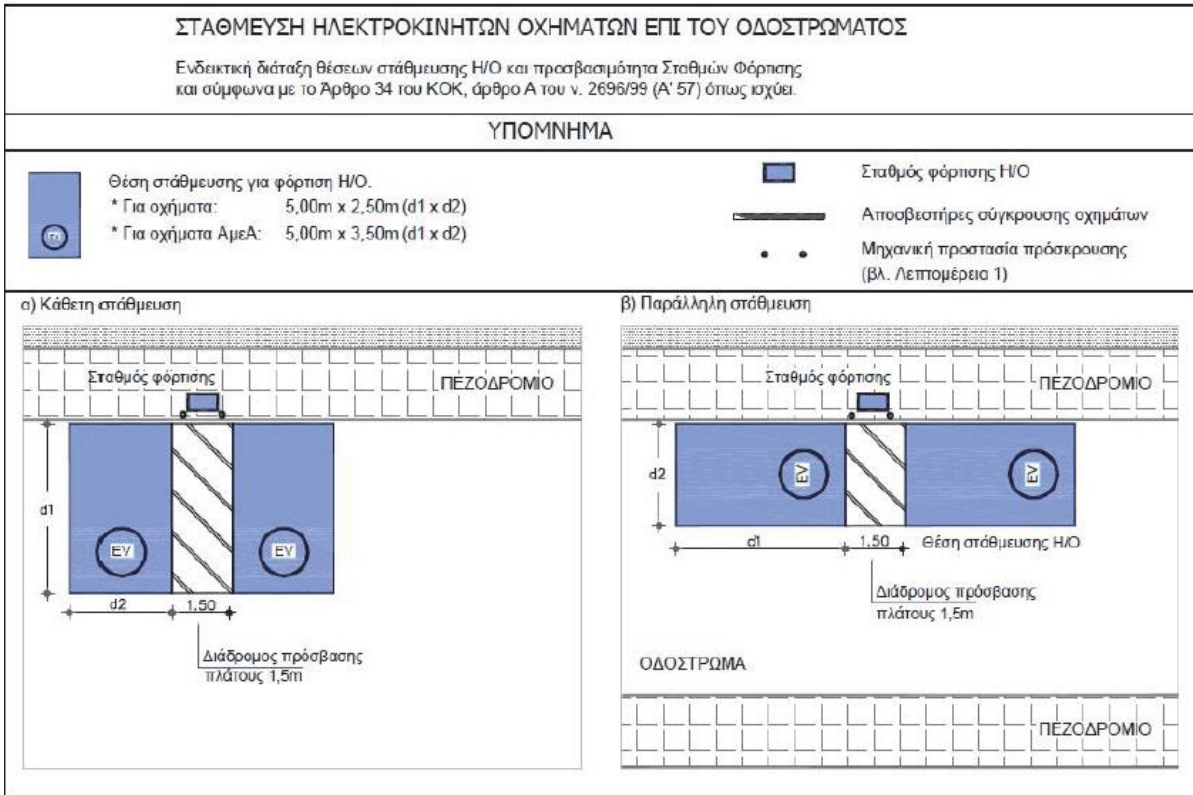 ΣΤΑΘΜΕΥΣΗ ΗΛΕΚΤΡΟΚΙΝΗΤΩΝ ΟΧΗΜΑΤΩΝ ΕΠΙ ΤΟΥ ΟΔΟΣΤΡΩΜΑΤΟΣ
Ενδεικτική διάταξη θέσεων στάθμευσης Η/Ο και προσβασιμότητα Σταθμών Φόρτισης
και σύμφωνα με το Άρθρο 34 του ΚΟΚ, άρθρο Α του ν. 2696/99 (Α' 57) όπως ισχύει.
ΥΠΟΜΝΗΜΑ
EV
Θέση στάθμευσης για φόρτιση Η/Ο.
* Για οχήματα: 5,00m x 2,50m (d1 x d2)
* Για οχήματα ΑμεΑ: 5,00m x 3,50m (d1 x d2)
Σταθμός φόρτισης Η/Ο
Αποσβεστήρες σύγκρουσης οχημάτων
Μηχανική προστασία πρόσκρουσης
(βλ. Λεπτομέρεια 1)
α) Κάθετη στάθμευση
Σταθμός φόρτισης
ΠΕΖΟΔΡΟΜΙΟ
d1
EV
EV
d2
1.50
Διάδρομος πρόσβασης
πλάτους 1,5m
β) Παράλληλη στάθμευση
Σταθμός φόρτισης
ΠΕΖΟΔΡΟΜΙΟ
d2
EV
EV
d1
1.50
Θέση στάθμευσης Η/Ο
Διάδρομος πρόσβασης
πλάτους 1,5m
ΟΔΟΣΤΡΩΜΑ
ΠΕΖΟΔΡΟΜΙΟ